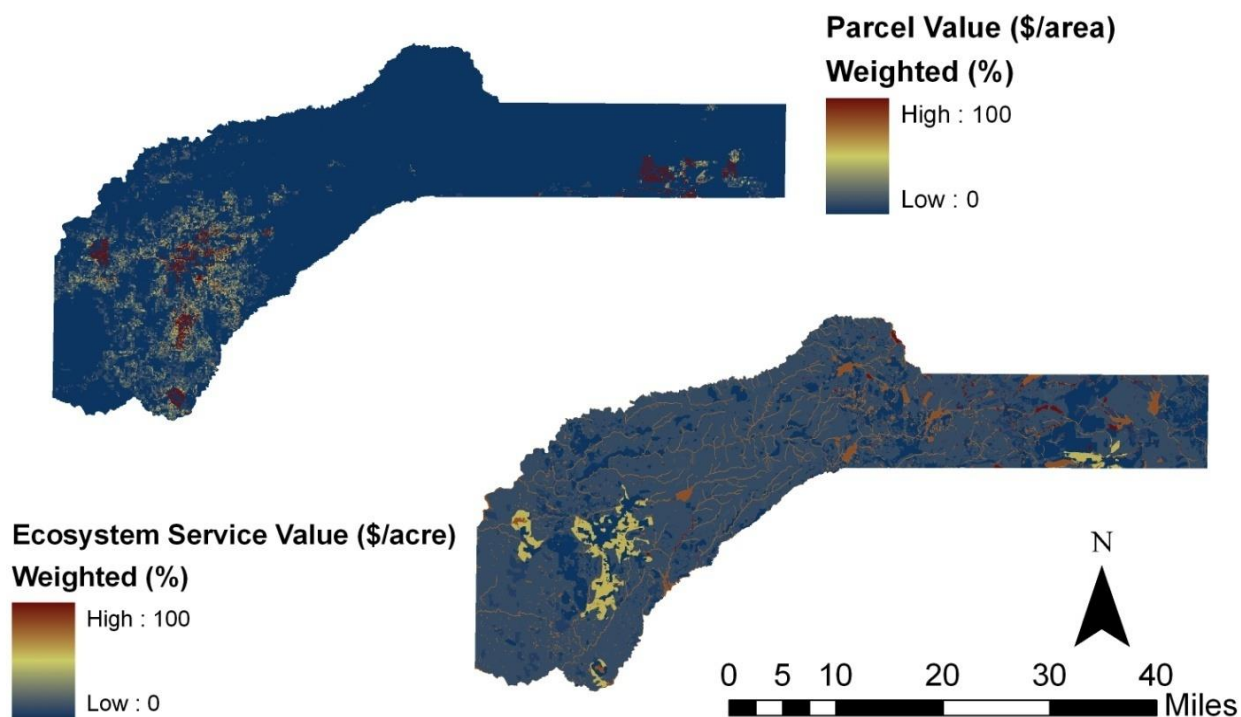 Parcel Value ($/area)
Weighted (%)
High : 100
Low : 0
Ecosystem Service Value ($/acre)
Weighted (%)
High : 100
Low : 0
N
0 5 10 20 30 40
Miles